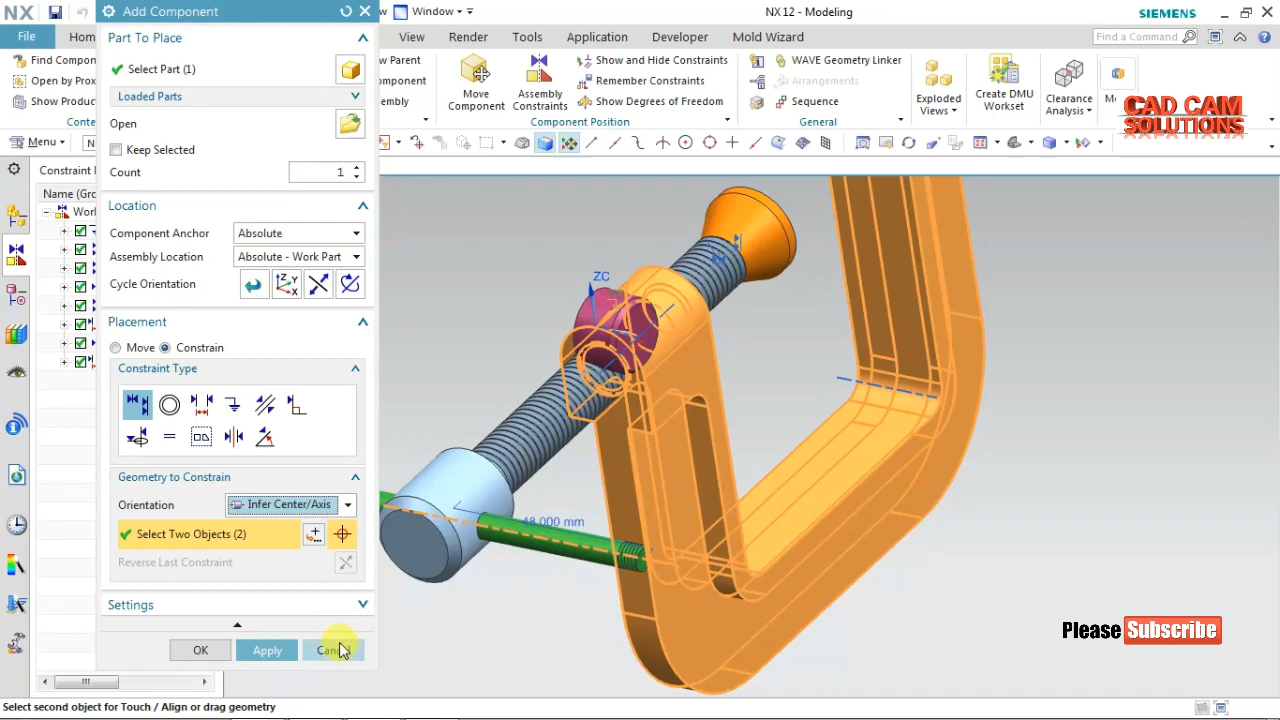 NX
Add Component
Window
NX 12 - Modeling
SIEMENS
File
Hom
View
Render
Tools
Application
Developer
Mold Wizard
Find a Command
Part To Place
Select Part (1)
Loaded Parts
Open
Keep Selected
Count
1
Find Compon
Open by Prox
Show Produc
Conte
Menu
N
w Parent
omponent
embly
Move
Component
Assembly
Constraints
Show and Hide Constraints
Remember Constraints
Show Degrees of Freedom
Component Position
WAVE Geometry Linker
Arrangements
Sequence
General
Exploded
Views
Create DMU
Workset
Clearance
Analysis
CAD CAM
SOLUTIONS
Constraint I
Name (Gro
Work
Location
Component Anchor
Absolute
Assembly Location
Absolute - Work Part
Cycle Orientation
Placement
Move
Constrain
Constraint Type
Geometry to Constrain
Orientation
Infer Center/Axis
Select Two Objects (2)
Reverse Last Constraint
Settings
OK
Apply
ZC
48.000 mm
Please Subscribe
Select second object for Touch / Align or drag geometry